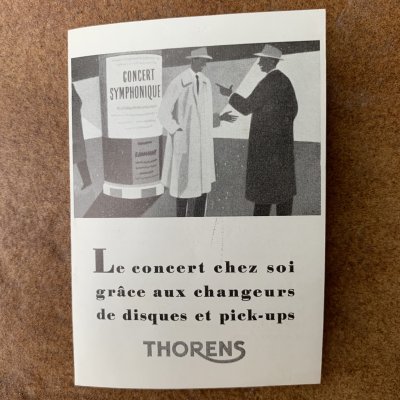 CONCERT
SYMPHONIQUE
Le concert chez soi
grâce aux changeurs
de disques et pick-ups
THORENS